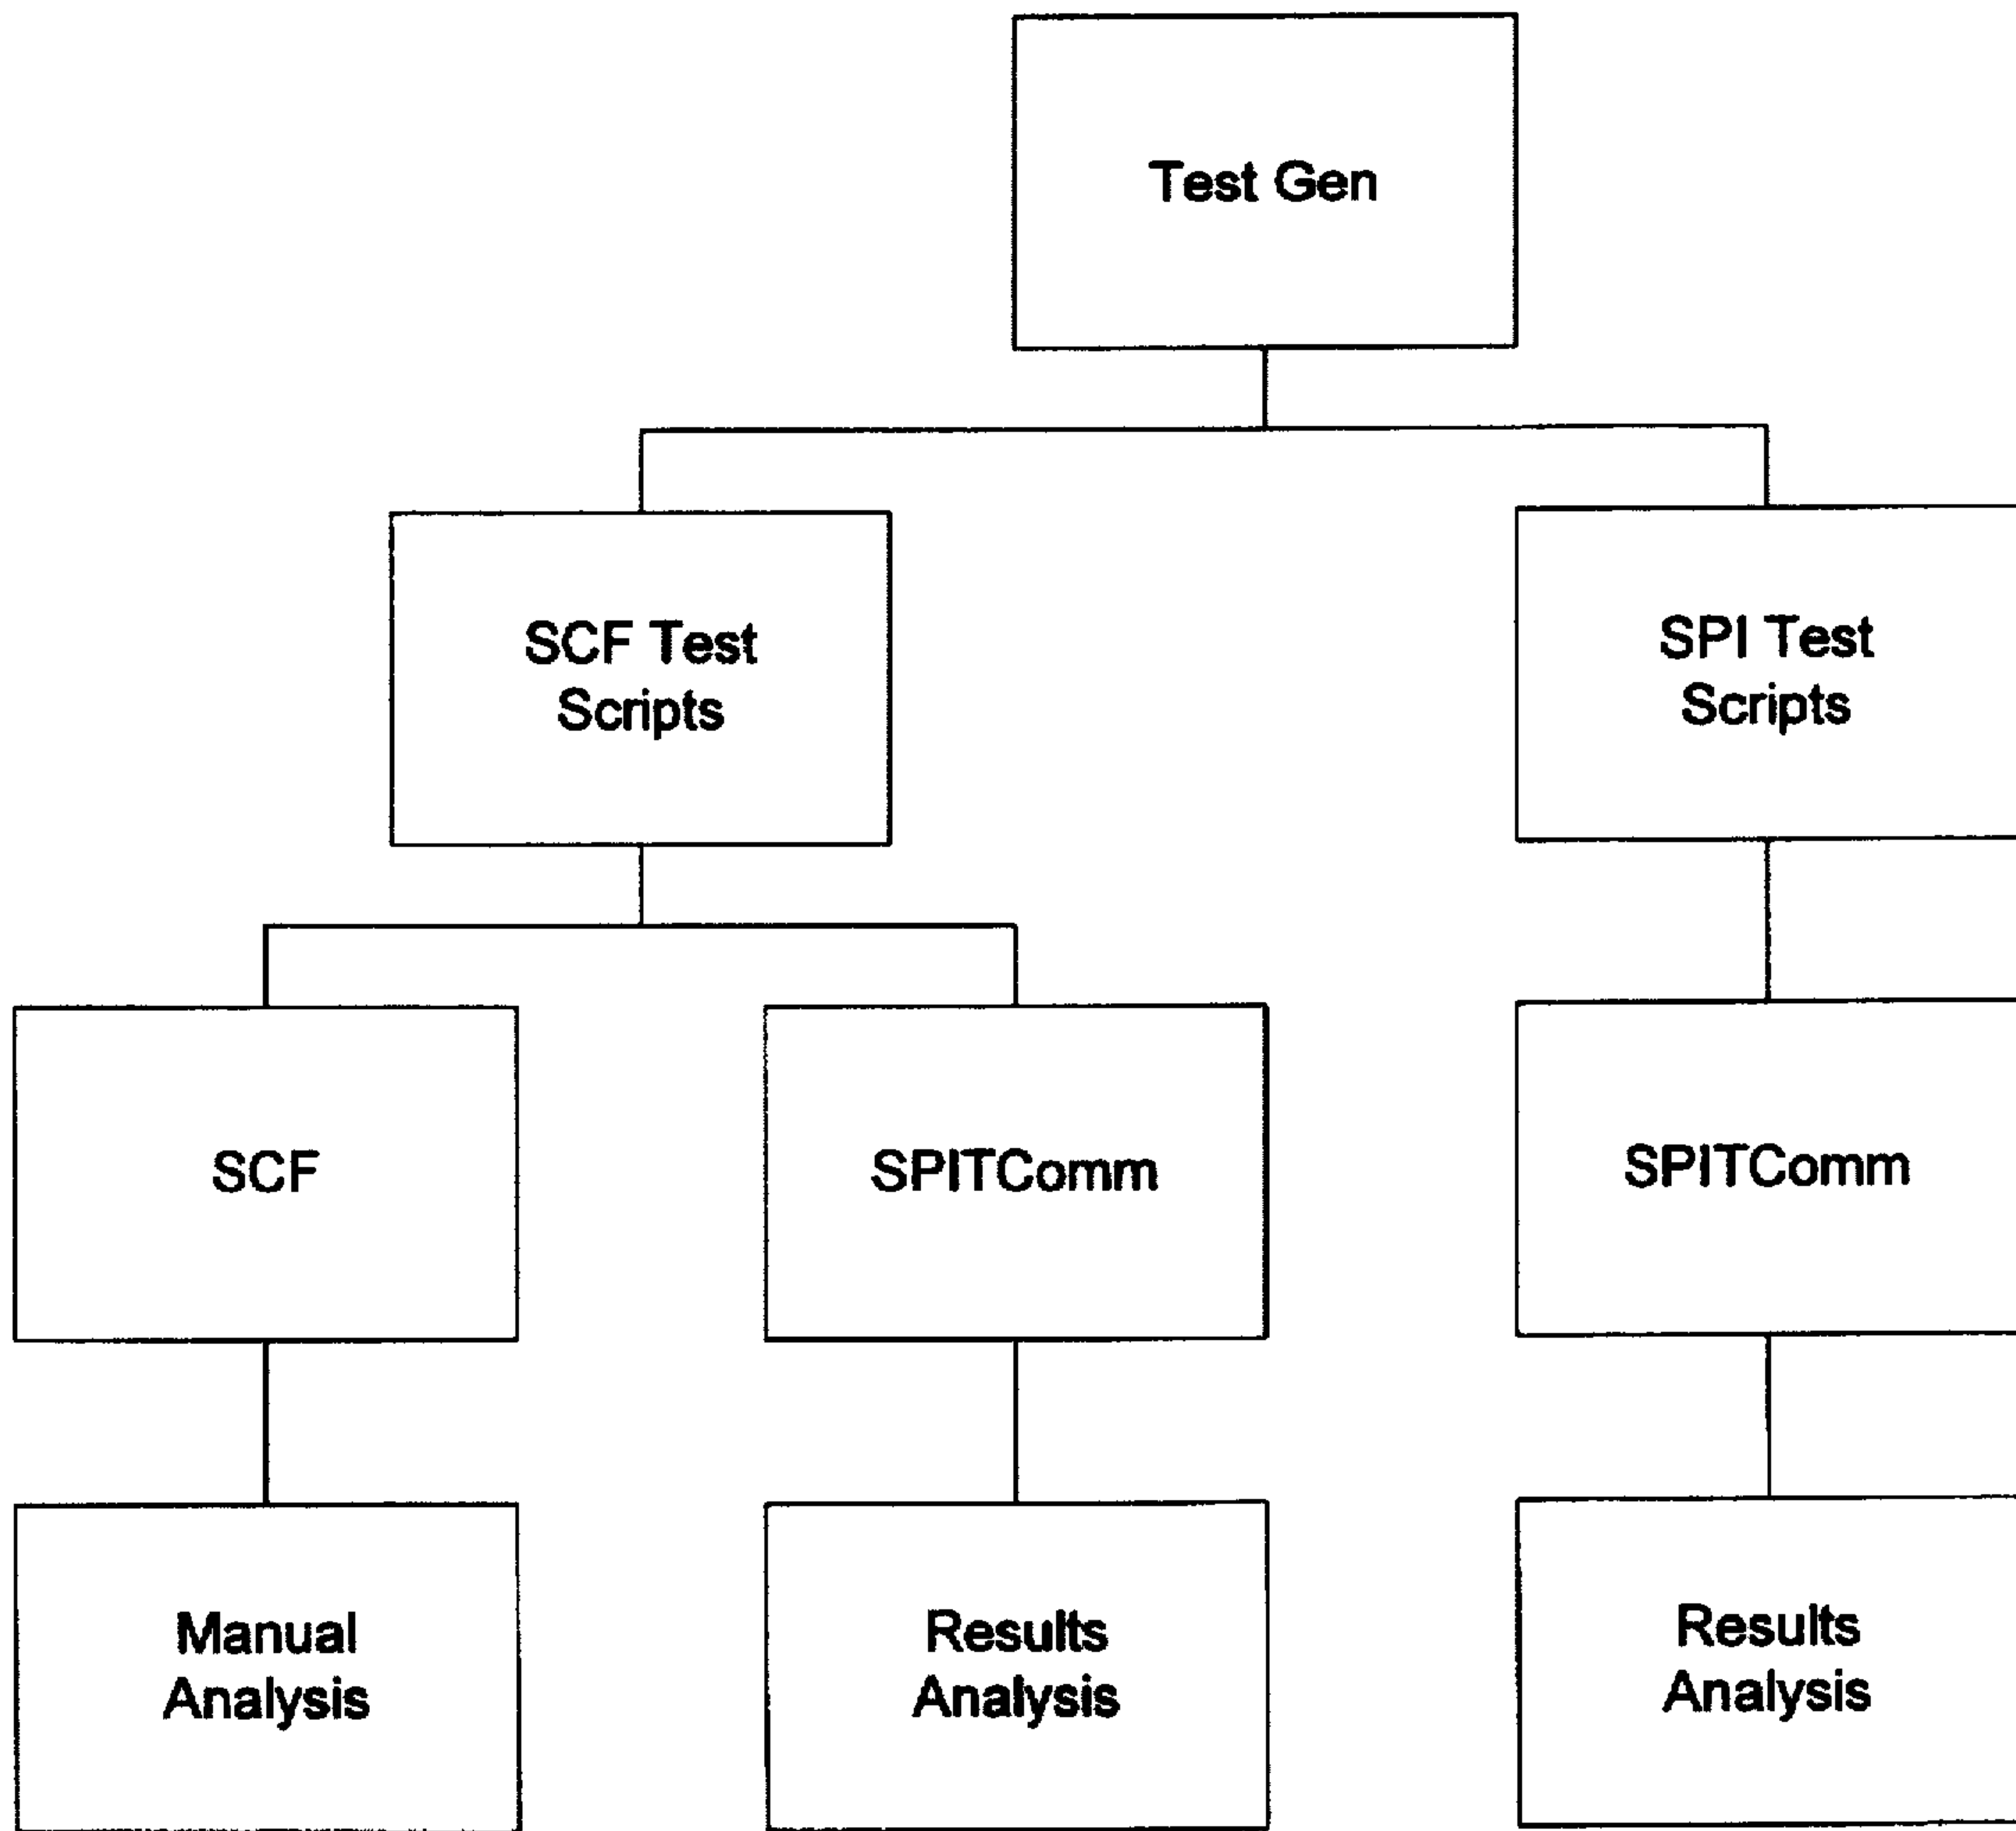 Test Gen
SCF Test
Scripts
SPI Test
Scripts
SCF
SPITComm
SPITComm
Manual
Analysis
Results
Analysis
Results
Analysis